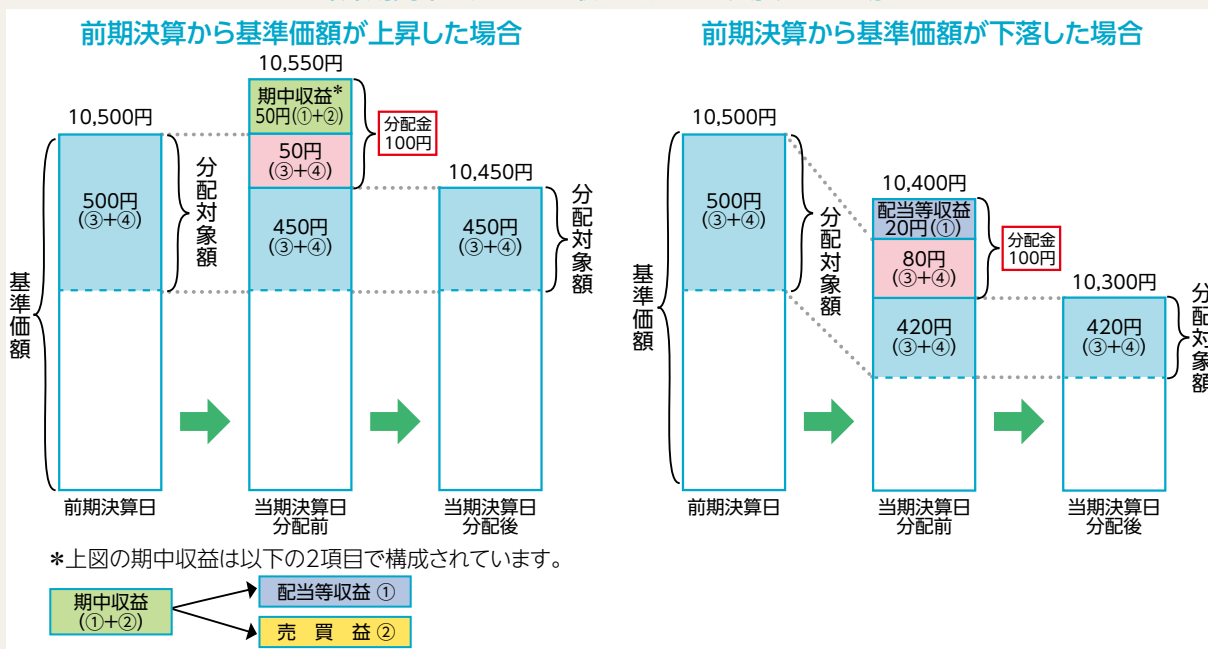 前期決算から基準価額が上昇した場合
10,550円
10,500円
期中収益*
50円(①+②)
分配金
100円
50円
(③+④)
10,450円
500円
(③+④)
分配対象額
450円
(③+④)
450円
(③+④)
分配対象額
基準価額
前期決算日
当期決算日
分配前
当期決算日
分配後
*上図の期中収益は以下の2項目で構成されています。
期中収益
(①+②)
配当等収益 ①
売 買 益 ②
前期決算から基準価額が下落した場合
10,500円
10,400円
500円
(③+④)
分配対象額
配当等収益
20円(①)
分配金
100円
80円
(③+④)
10,300円
420円
(③+④)
420円
(③+④)
分配対象額
基準価額
前期決算日
当期決算日
分配前
当期決算日
分配後